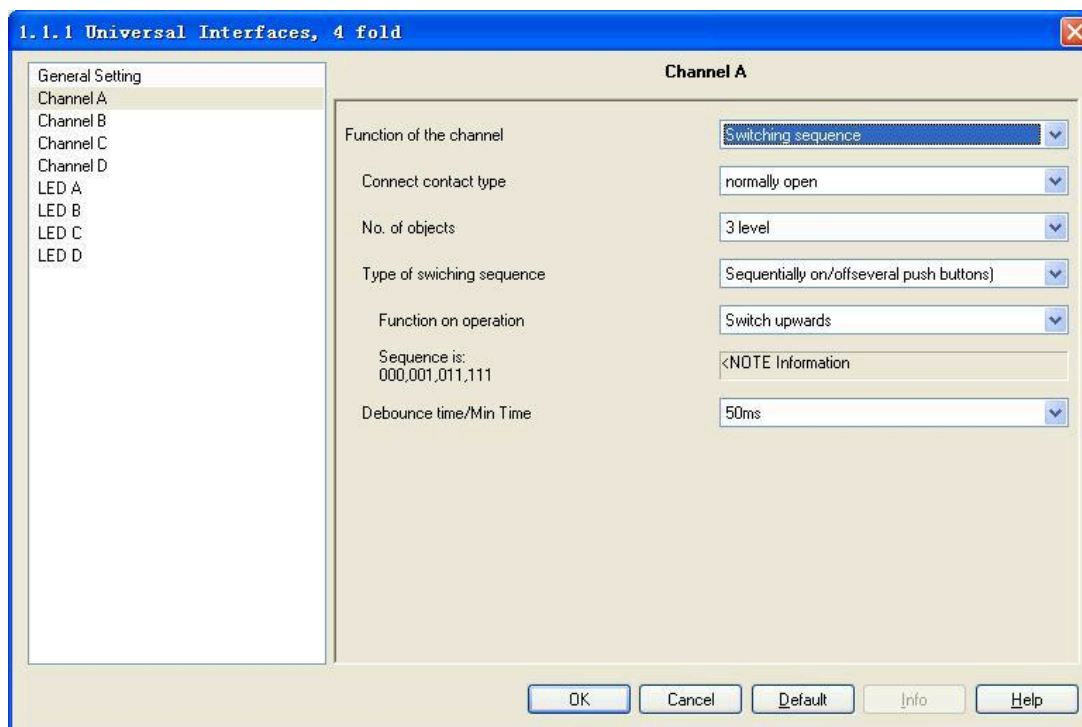 1.1.1 Universal Interfaces, 4 fold
General Setting
Channel A
Channel B
Channel C
Channel D
LED A
LED B
LED C
LED D
Channel A
Function of the channel
Switching sequence
Connect contact type
normally open
No. of objects
3 level
Type of swiching sequence
Sequentially on/offseveral push buttons)
Function on operation
Switch upwards
Sequence is:
000,001,011,111
<NOTE Information
Debounce time/Min Time
50ms
OK
Cancel
Default
Info
Help